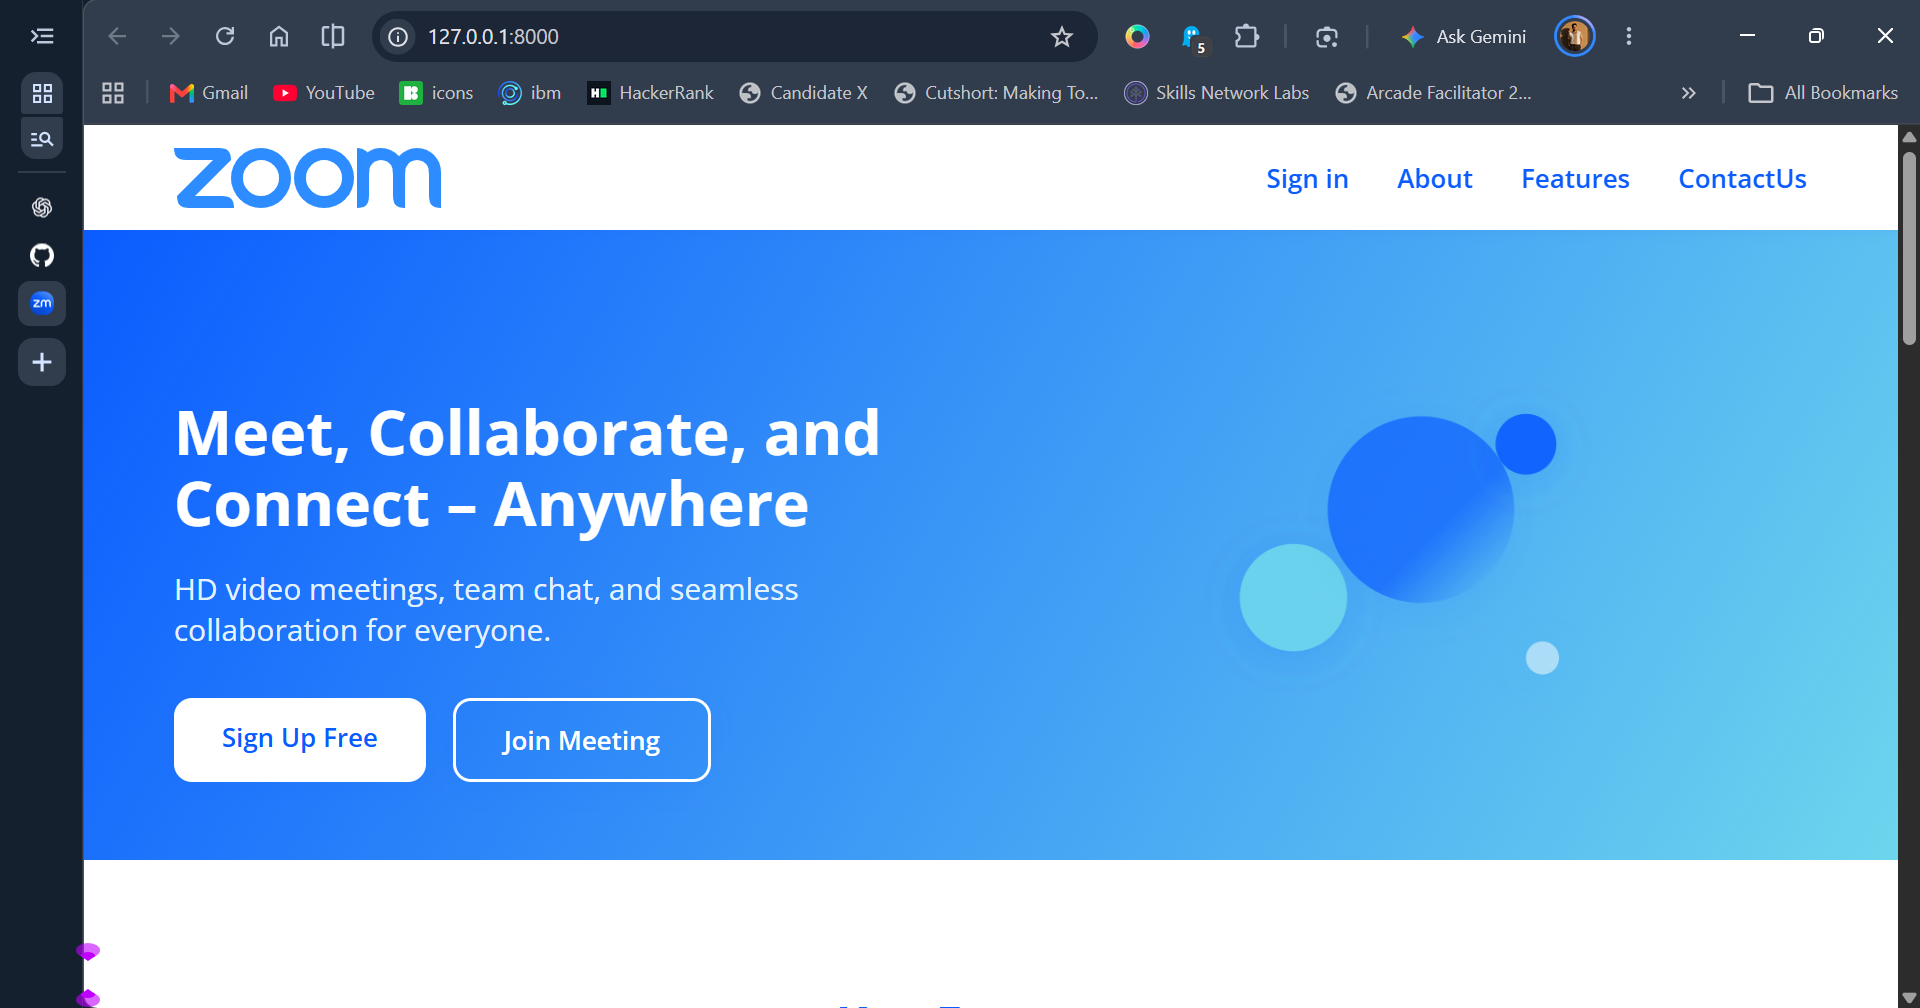 127.0.0.1:8000
5
Ask Gemini
Gmail
YouTube
icons
ibm
HackerRank
Candidate X
Cutshort: Making To...
Skills Network Labs
Arcade Facilitator 2...
All Bookmarks
zm
zoom
Sign in
About
Features
ContactUs
Meet, Collaborate, and
Connect – Anywhere
HD video meetings, team chat, and seamless
collaboration for everyone.
Sign Up Free
Join Meeting